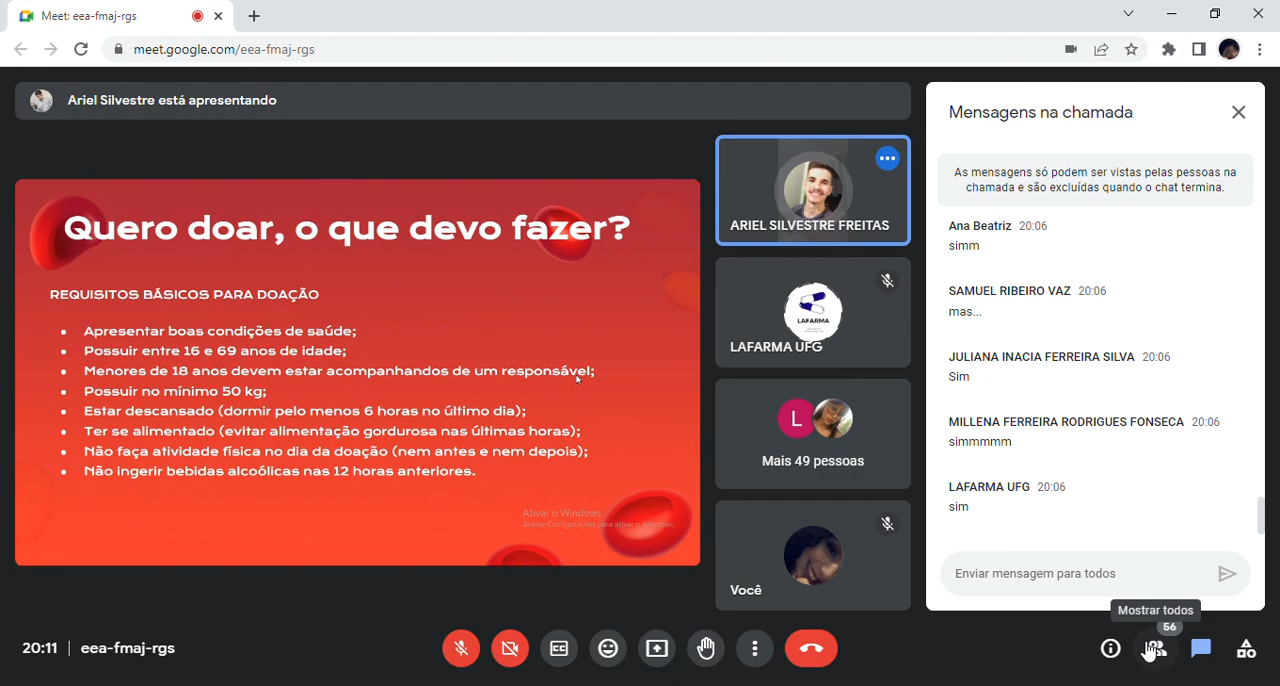 Meet: eea-fmaj-rgs
meet.google.com/eea-fmaj-rgs
Ariel Silvestre está apresentando
Quero doar, o que devo fazer?
REQUISITOS BÁSICOS PARA DOAÇÃO
• Apresentar boas condições de saúde;
• Possuir entre 16 e 69 anos de idade;
• Menores de 18 anos devem estar acompanhandos de um responsável;
• Possuir no mínimo 50 kg;
• Estar descansado (dormir pelo menos 6 horas no último dia);
• Ter se alimentado (evitar alimentação gordurosa nas últimas horas);
• Não faça atividade física no dia da doação (nem antes e nem depois);
• Não ingerir bebidas alcoólicas nas 12 horas anteriores.
Ativar o Windows
Acesse Configurações para ativar o Windows.
ARIEL SILVESTRE FREITAS
LAFARMA
LAFARMA UFG
L
Mais 49 pessoas
Você
Mensagens na chamada
As mensagens só podem ser vistas pelas pessoas na
chamada e são excluídas quando o chat termina.
Ana Beatriz 20:06
simm
SAMUEL RIBEIRO VAZ 20:06
mas...
JULIANA INACIA FERREIRA SILVA 20:06
Sim
MILLENA FERREIRA RODRIGUES FONSECA 20:06
simmmmm
LAFARMA UFG 20:06
sim
Enviar mensagem para todos
Mostrar todos
56
20:11 | eea-fmaj-rgs